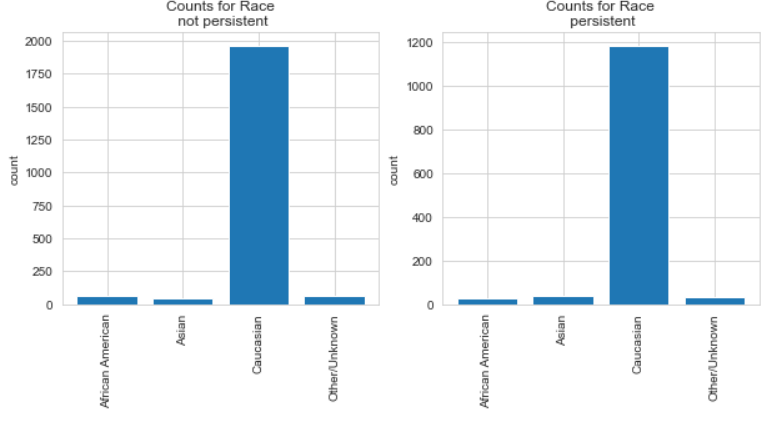 Counts for Race
not persistent
2000
1750
1500
1250
1000
750
500
250
0
count
African American
Asian
Caucasian
Other/Unknown
Counts for Race
persistent
1200
1000
800
600
400
200
0
count
African American
Asian
Caucasian
Other/Unknown